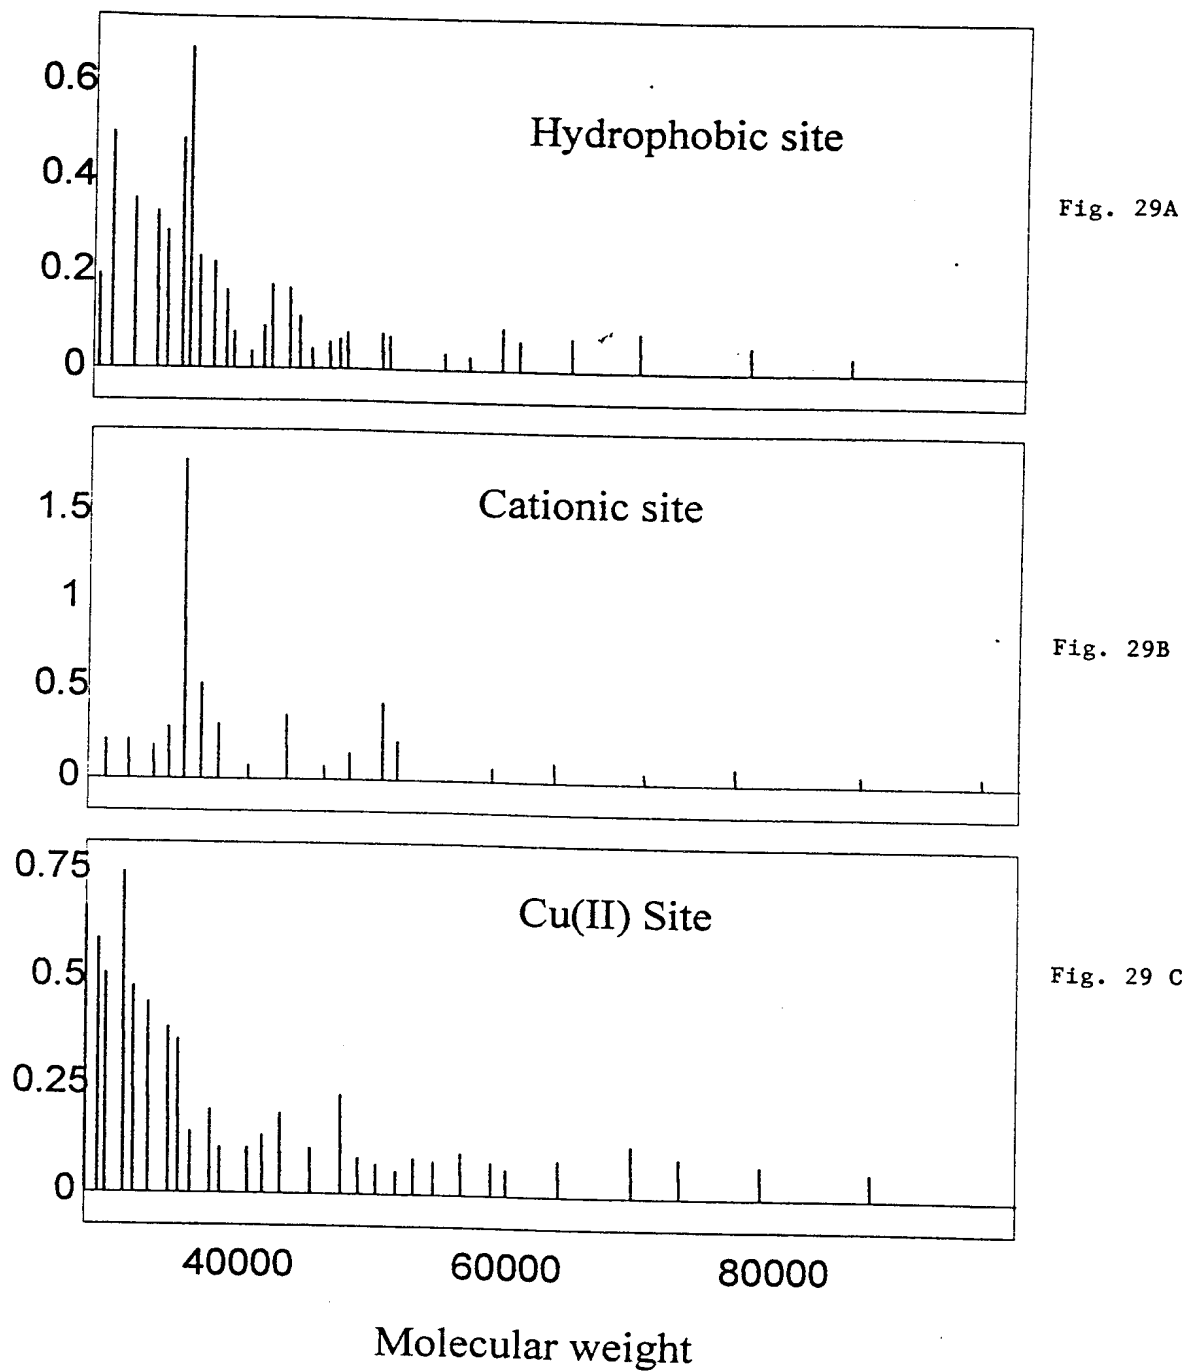 0.6
Hydrophobic site
0.4
Fig. 29A
0.2
0
1.5
Cationic site
1
Fig. 29B
0.5
0
0.75
Cu(II) Site
0.5
Fig. 29 C
0.25
0
40000 60000 80000
Molecular weight